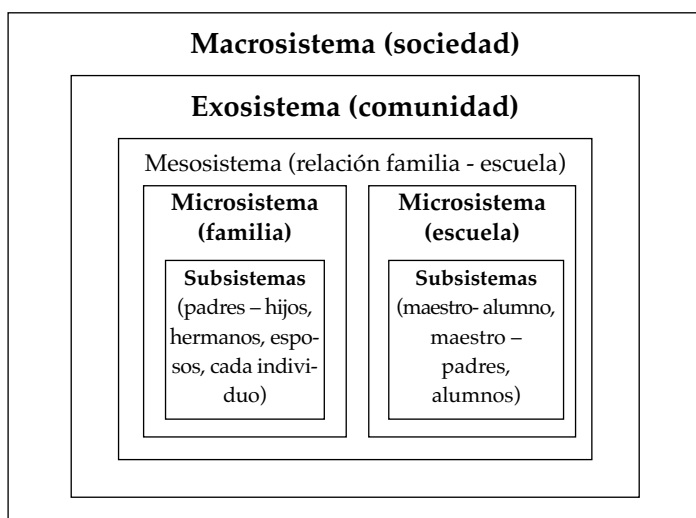 Macrosistema (sociedad)
Exosistema (comunidad)
Mesosistema (relación familia - escuela)
Microsistema
(familia)
Subsistemas
(padres – hijos,
hermanos, espo-
sos, cada indivi-
duo)
Microsistema
(escuela)
Subsistemas
(maestro- alumno,
maestro –
padres,
alumnos)